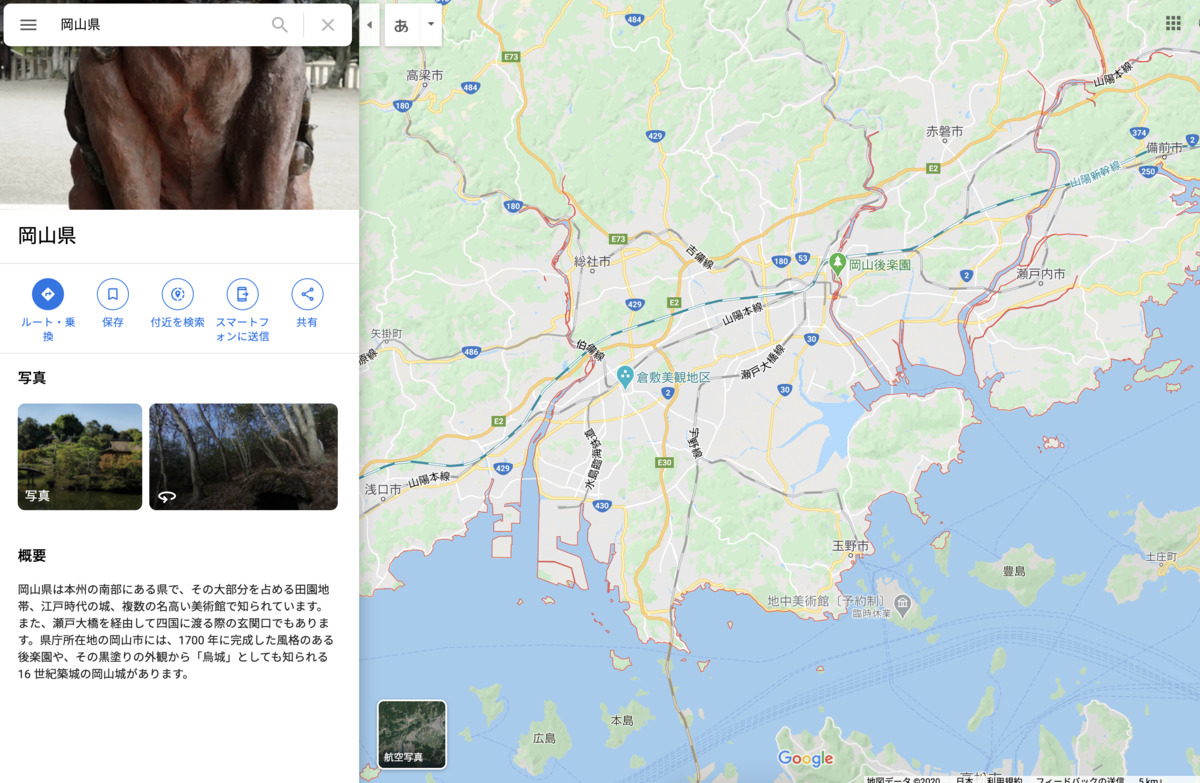 岡山県
あ
岡山県
ルート・乗
換
保存
付近を検索
スマートフ
ォンに送信
共有
写真
写真
概要
岡山県は本州の南部にある県で、その大部分を占める田園地
帯、江戸時代の城、複数の名高い美術館で知られています。
また、瀬戸大橋を経由して四国に渡る際の玄関口でもありま
す。県庁所在地の岡山市には、1700 年に完成した風格のある
後楽園や、その黒塗りの外観から「烏城」としても知られる
16 世紀築城の岡山城があります。
484
E73
高梁市
484
180
山陽本線
429
赤磐市
374
2
備前市
E2
250
山陽新幹線
180
E73
吉備線
総社市
180
53
岡山後楽園
2
瀬戸内市
429
E2
山陽本線
矢掛町
486
伯備線
30
原線
瀬戸大橋線
倉敷美観地区
2
30
E2
水島臨海鉄道
宇野線
E30
429
山陽本線
浅口市
430
玉野市
土庄町
豊島
地中美術館〔予約制〕
臨時休業
本島
広島
航空写真
Google
地図データ ©2020
日本
利用規約
フィードバックの送信
5 km